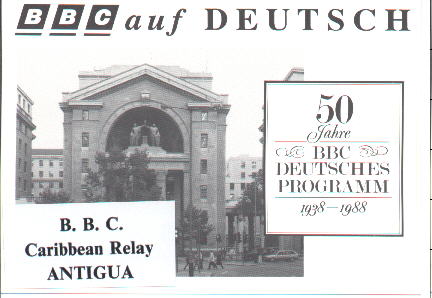 BBC auf DEUTSCH
50
Jahre
BBC
DEUTSCHES
PROGRAMM
1938—1988
B. B. C.
Caribbean Relay
ANTIGUA